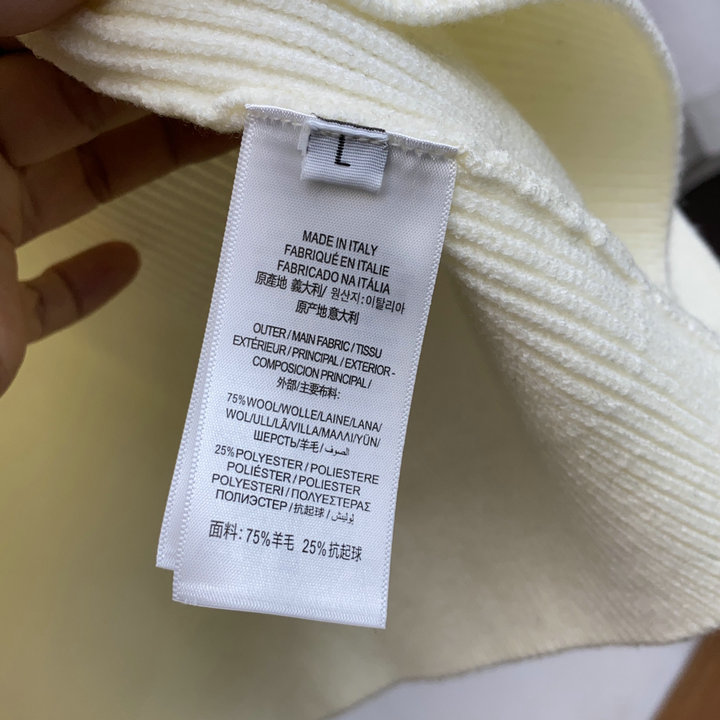 L
MADE IN ITALY
FABRIQUÉ EN ITALIE
FABRICADO NA ITÁLIA
原產地 義大利/ 원산지:이탈리아
原产地意大利
OUTER / MAIN FABRIC / TISSU
EXTÉRIEUR / PRINCIPAL / EXTERIOR -
COMPOSICION PRINCIPAL /
外部/主要布料:
75%WOOL/WOLLE/LAINE/LANA/
WOL/ULL/LÃ/VILLA/ΜΑΛΛΙ/YÜN/
ШЕРСТЬ/羊毛/الصوف/
25%POLYESTER / POLIESTERE
POLIÉSTER / POLIESTER
POLYESTERI / ΠΟΛΥΕΣΤΕΡΑΣ
ПОЛИЭСТЕР /抗起球/ بوليتش /
面料: 75%羊毛 25%抗起球